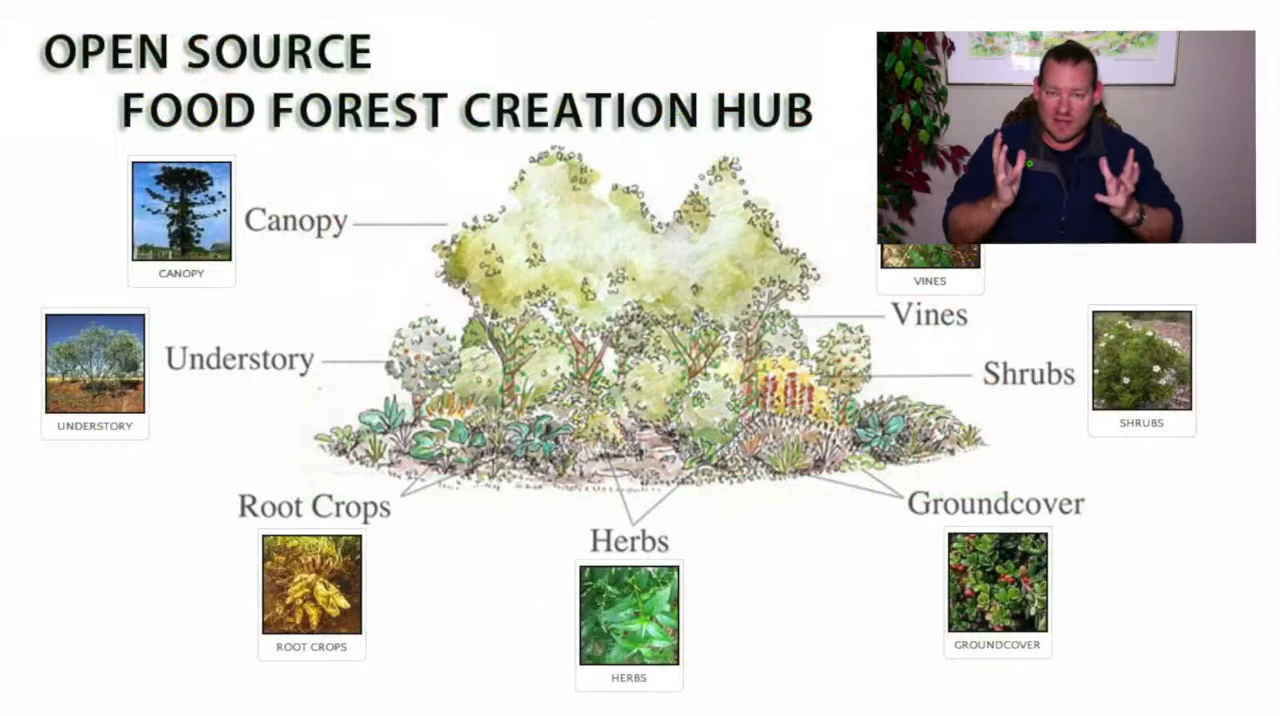 OPEN SOURCE
FOOD FOREST CREATION HUB
CANOPY
Canopy
VINES
Vines
UNDERSTORY
Understory
Shrubs
SHRUBS
Root Crops
ROOT CROPS
Herbs
HERBS
Groundcover
GROUNDCOVER